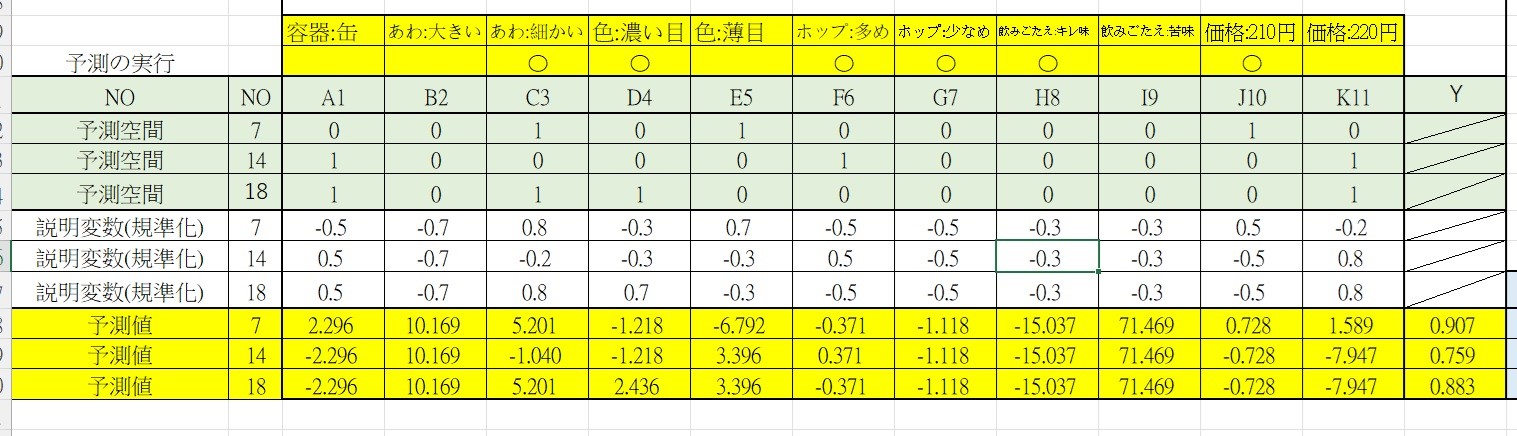 容器:缶 あわ:大きい あわ:細かい 色:濃い目 色:薄目 ホップ:多め ホップ:少なめ 飲みごたえ:キレ味 飲みごたえ:苦味 価格:210円 価格:220円
予測の実行 ○ ○ ○ ○ ○ ○
NO NO A1 B2 C3 D4 E5 F6 G7 H8 I9 J10 K11 Y
予測空間 7 0 0 1 0 1 0 0 0 0 1 0
予測空間 14 1 0 0 0 0 1 0 0 0 0 1
予測空間 18 1 0 1 1 0 0 0 0 0 0 1
説明変数(規準化) 7 -0.5 -0.7 0.8 -0.3 0.7 -0.5 -0.5 -0.3 -0.3 0.5 -0.2
説明変数(規準化) 14 0.5 -0.7 -0.2 -0.3 -0.3 0.5 -0.5 -0.3 -0.3 -0.5 0.8
説明変数(規準化) 18 0.5 -0.7 0.8 0.7 -0.3 -0.5 -0.5 -0.3 -0.3 -0.5 0.8
予測値 7 2.296 10.169 5.201 -1.218 -6.792 -0.371 -1.118 -15.037 71.469 0.728 1.589 0.907
予測値 14 -2.296 10.169 -1.040 -1.218 3.396 0.371 -1.118 -15.037 71.469 -0.728 -7.947 0.759
予測値 18 -2.296 10.169 5.201 2.436 3.396 -0.371 -1.118 -15.037 71.469 -0.728 -7.947 0.883